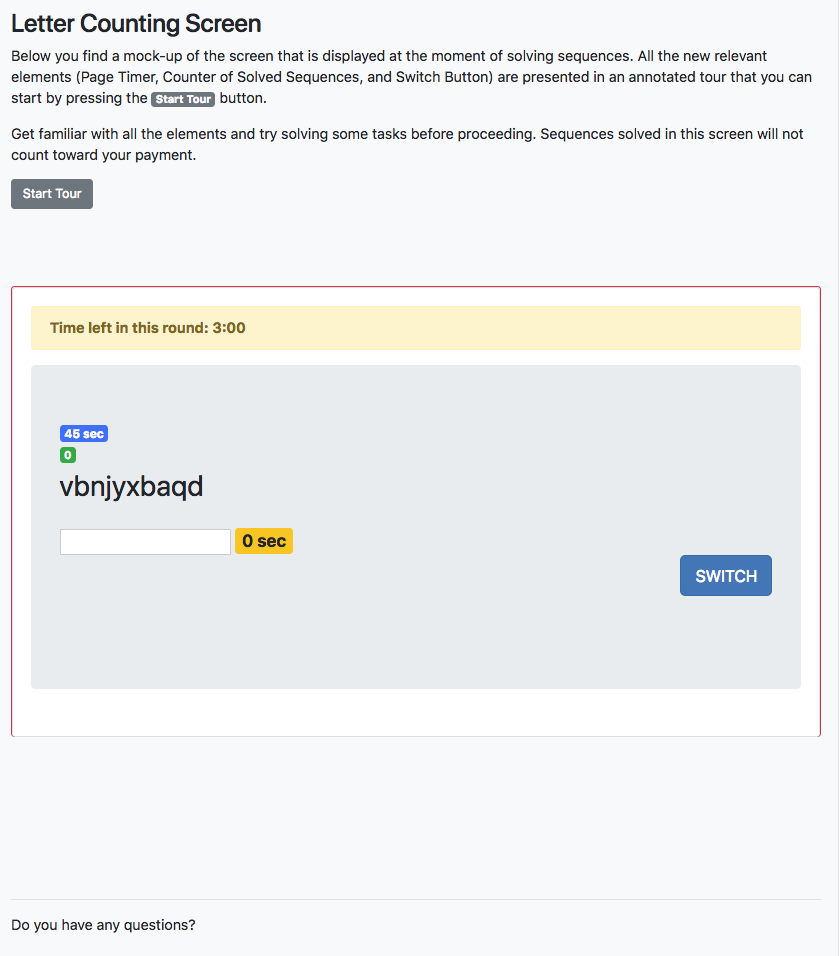 Letter Counting Screen
Below you find a mock-up of the screen that is displayed at the moment of solving sequences. All the new relevant
elements (Page Timer, Counter of Solved Sequences, and Switch Button) are presented in an annotated tour that you can
start by pressing the Start Tour button.
Get familiar with all the elements and try solving some tasks before proceeding. Sequences solved in this screen will not
count toward your payment.
Start Tour
Time left in this round: 3:00
45 sec
0
vbnjyxbaqd
0 sec
SWITCH
Do you have any questions?